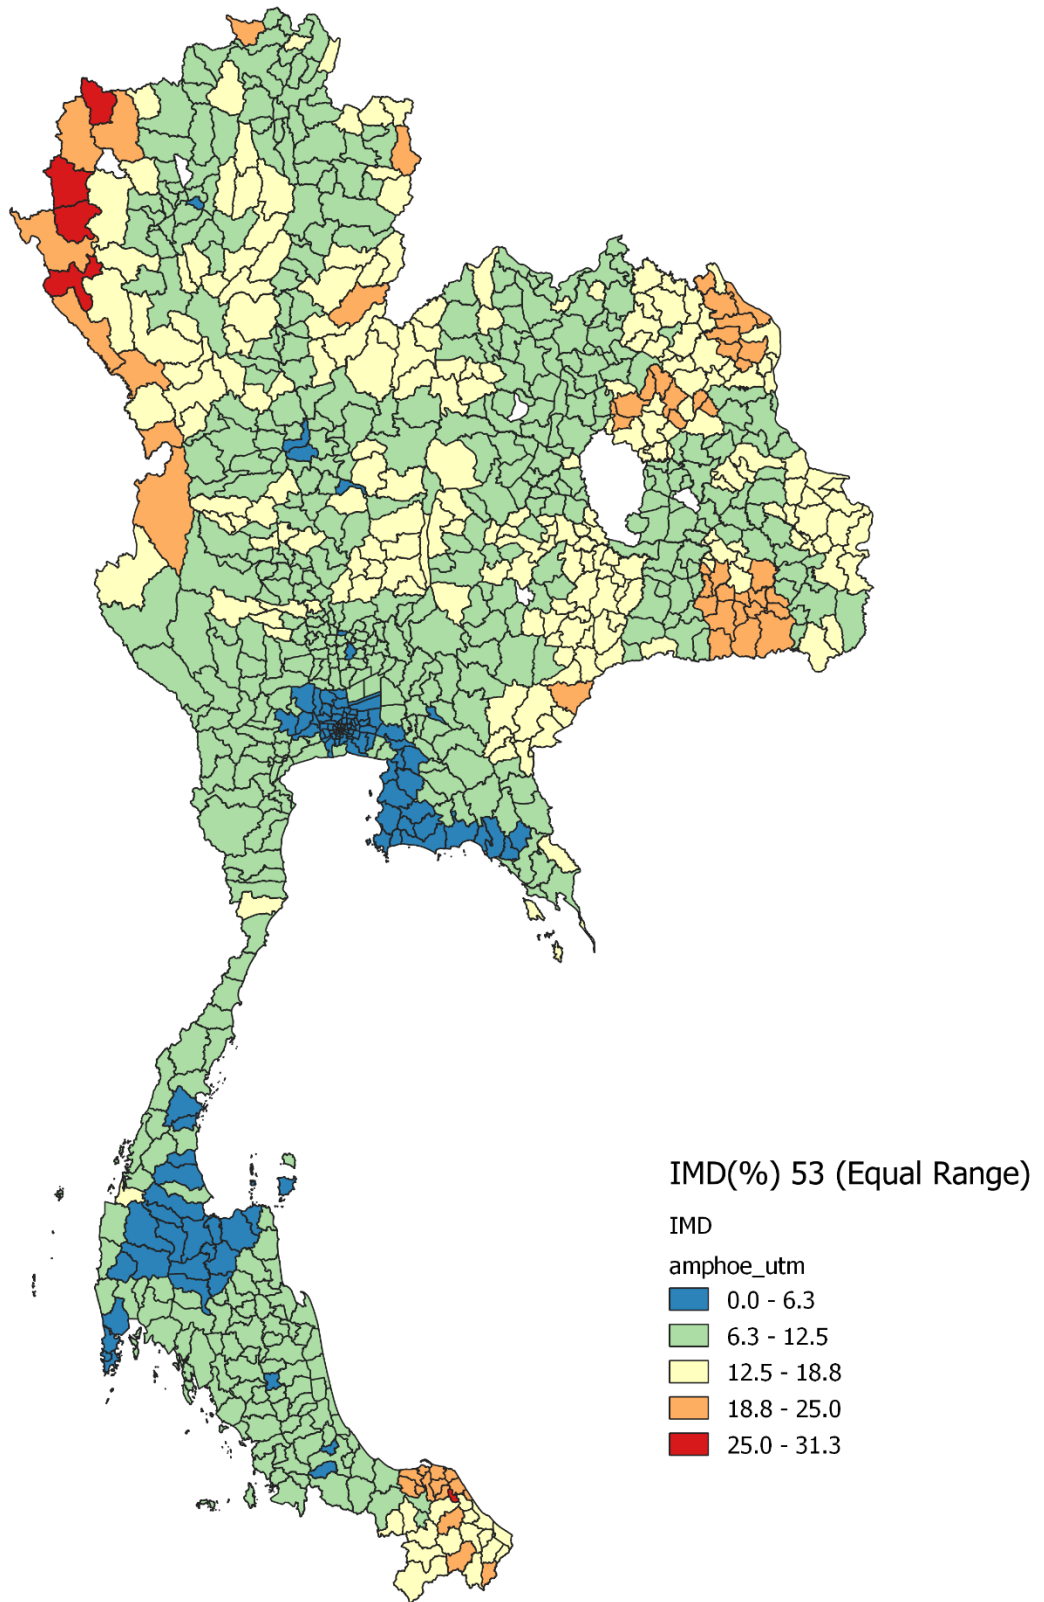 IMD(%) 53 (Equal Range)
IMD
amphoe_utm
0.0 - 6.3
6.3 - 12.5
12.5 - 18.8
18.8 - 25.0
25.0 - 31.3